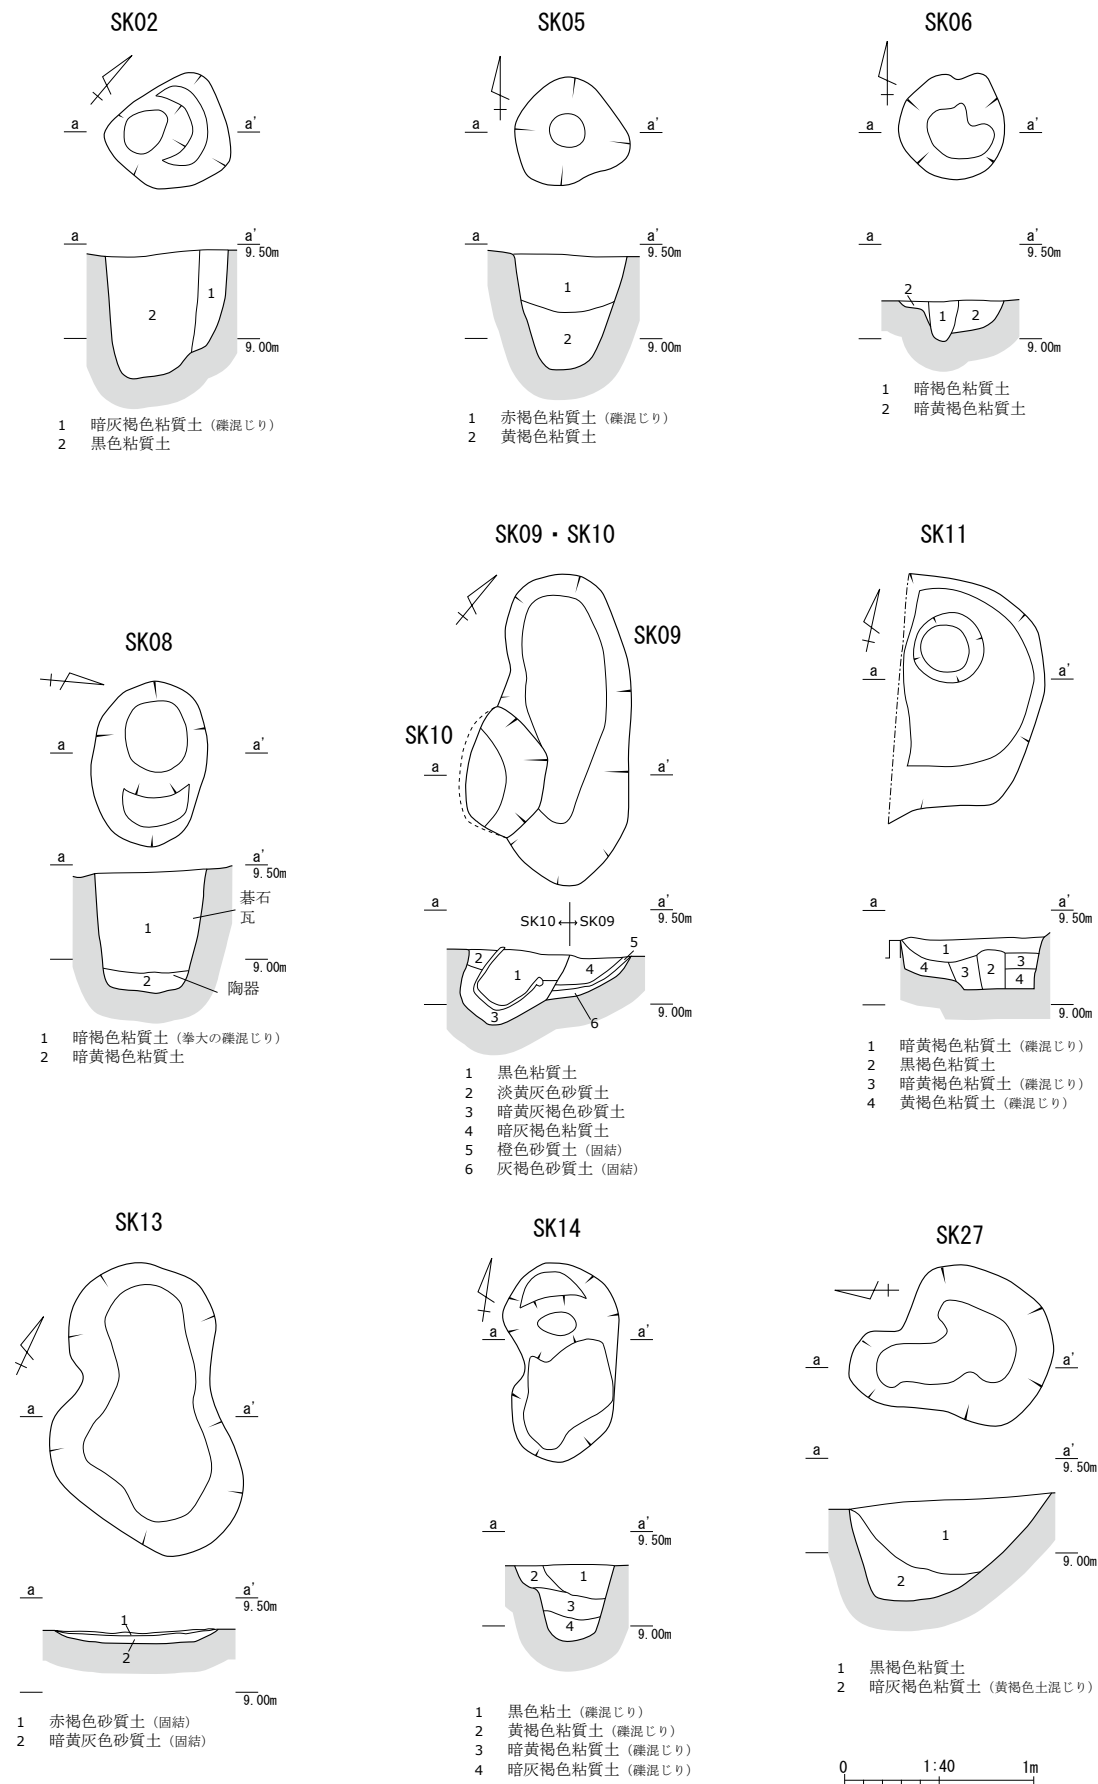 SK02
a a'
a a'
9.50m
1
2
9.00m
1 暗灰褐色粘質土（礫混じり）
2 黒色粘質土
SK05
a a'
a a'
9.50m
1
2
9.00m
1 赤褐色粘質土（礫混じり）
2 黄褐色粘質土
SK06
a a'
a a'
9.50m
2
1 2
9.00m
1 暗褐色粘質土
2 暗黄褐色粘質土
SK08
a a'
a a'
9.50m
碁石
瓦
1
9.00m
2
陶器
1 暗褐色粘質土（拳大の礫混じり）
2 暗黄褐色粘質土
SK09・SK10
SK09
SK10
a a'
a a'
9.50m
SK10 ↔ SK09
5
2 1 4
3
6
9.00m
1 黒色粘質土
2 淡黄灰色砂質土
3 暗黄灰褐色砂質土
4 暗灰褐色粘質土
5 橙色砂質土（固結）
6 灰褐色砂質土（固結）
SK11
a a'
a a'
9.50m
1
4 3 2 3
4
9.00m
1 暗黄褐色粘質土（礫混じり）
2 黒褐色粘質土
3 暗黄褐色粘質土（礫混じり）
4 黄褐色粘質土（礫混じり）
SK13
a a'
a a'
9.50m
1
2
9.00m
1 赤褐色砂質土（固結）
2 暗黄灰色砂質土（固結）
SK14
a a'
a a'
9.50m
2 1
3
4
9.00m
1 黒色粘土（礫混じり）
2 黄褐色粘質土（礫混じり）
3 暗黄褐色粘質土（礫混じり）
4 暗灰褐色粘質土（礫混じり）
SK27
a a'
a a'
9.50m
1
2
9.00m
1 黒褐色粘質土
2 暗灰褐色粘質土（黄褐色土混じり）
0 1:40 1m